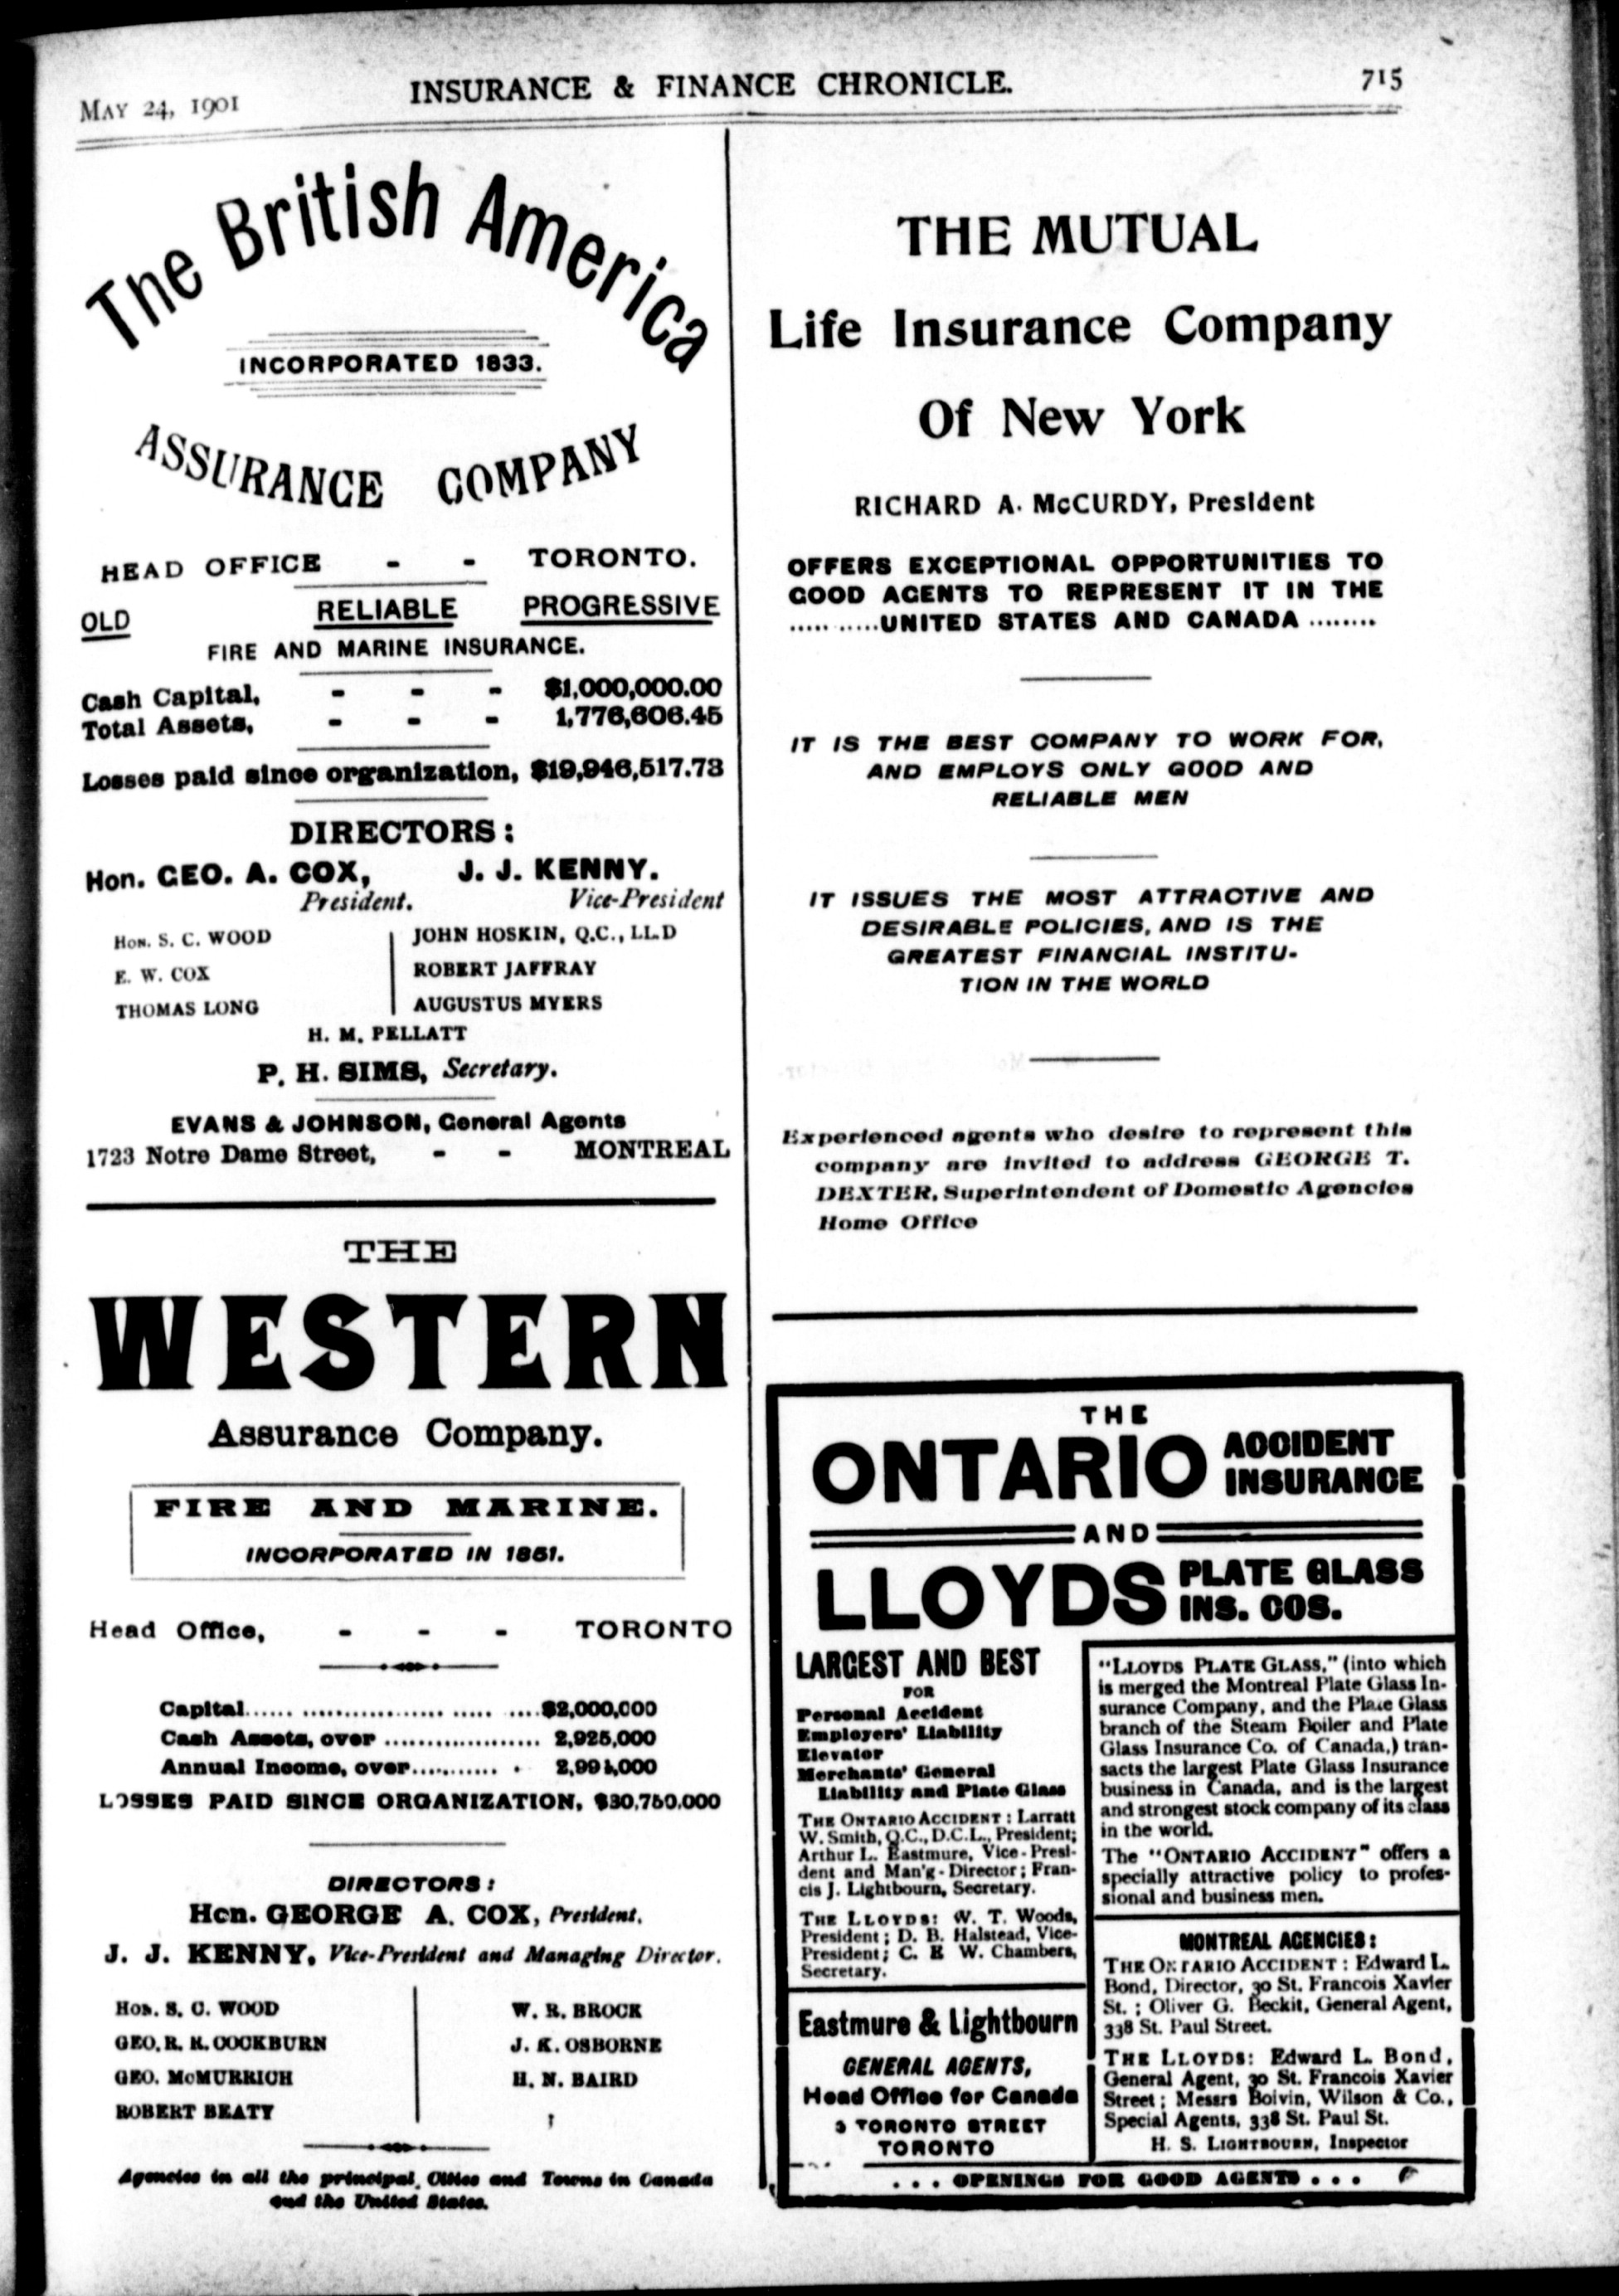 MAY 24, 1901
INSURANCE & FINANCE CHRONICLE.
715
The British America
INCORPORATED 1833.
ASSURANCE COMPANY
HEAD OFFICE - - TORONTO.
OLD RELIABLE PROGRESSIVE
FIRE AND MARINE INSURANCE.
Cash Capital, - - - $1,000,000.00
Total Assets, - - - 1,776,606.45
Losses paid since organization, $19,946,517.73
DIRECTORS:
Hon. GEO. A. COX, J. J. KENNY.
President. Vice-President
HON. S. C. WOOD JOHN HOSKIN, Q.C., LL.D
E. W. COX ROBERT JAFFRAY
THOMAS LONG AUGUSTUS MYERS
H. M. PELLATT
P. H. SIMS, Secretary.
EVANS & JOHNSON, General Agents
1723 Notre Dame Street, - - MONTREAL
THE
WESTERN
Assurance Company.
FIRE AND MARINE.
INCORPORATED IN 1851.
Head Office, - - - TORONTO
Capital........................................$2,000,000
Cash Assets, over ................... 2,925,000
Annual Income, over........... .
LOSSES PAID SINCE ORGANIZATION, $30,750,000
DIRECTORS:
Hon. GEORGE A. COX, President.
J. J. KENNY, Vice-President and Managing Director.
HON. S. C. WOOD W. R. BROCK
GEO. R. R. COCKBURN J. K. OSBORNE
GEO. McMURRICH H. N. BAIRD
ROBERT BEATY
Agencies in all the principal Cities and Towns in Canada
and the United States.
THE MUTUAL
Life Insurance Company
Of New York
RICHARD A. McCURDY, President
OFFERS EXCEPTIONAL OPPORTUNITIES TO
GOOD AGENTS TO REPRESENT IT IN THE
..........UNITED STATES AND CANADA ........
IT IS THE BEST COMPANY TO WORK FOR,
AND EMPLOYS ONLY GOOD AND
RELIABLE MEN
IT ISSUES THE MOST ATTRACTIVE AND
DESIRABLE POLICIES, AND IS THE
GREATEST FINANCIAL INSTITU-
TION IN THE WORLD
Experienced agents who desire to represent this
company are invited to address GEORGE T.
DEXTER, Superintendent of Domestic Agencies
Home Office
THE
ONTARIO ACCIDENT
INSURANCE
AND
LLOYDS PLATE GLASS
INS. COS.
LARGEST AND BEST
FOR
Personal Accident
Employers' Liability
Elevator
Merchants' General
Liability and Plate Glass
THE ONTARIO ACCIDENT: Larratt
W. Smith, Q.C., D.C.L., President;
Arthur L. Eastmure, Vice-Presi-
dent and Man'g-Director; Fran-
cis J. Lightbourn, Secretary.
THE LLOYDS: W. T. Woods,
President; D. B. Halstead, Vice-
President; C. E W. Chambers,
Secretary.
Eastmure & Lightbourn
GENERAL AGENTS,
Head Office for Canada
3 TORONTO STREET
TORONTO
"LLOYDS PLATE GLASS," (into which
is merged the Montreal Plate Glass In-
surance Company, and the Plate Glass
branch of the Steam Boiler and Plate
Glass Insurance Co. of Canada,) tran-
sacts the largest Plate Glass Insurance
business in Canada, and is the largest
and strongest stock company of its class
in the world.
The "ONTARIO ACCIDENT" offers a
specially attractive policy to profes-
sional and business men.
MONTREAL AGENCIES:
THE ONTARIO ACCIDENT: Edward L.
Bond, Director, 30 St. Francois Xavier
St.; Oliver G. Beckit, General Agent,
338 St. Paul Street.
THE LLOYDS: Edward L. Bond,
General Agent, 30 St. Francois Xavier
Street; Messrs Boivin, Wilson & Co.,
Special Agents, 338 St. Paul St.
H. S. LIGHTBOURN, Inspector
... OPENINGS FOR GOOD AGENTS ...